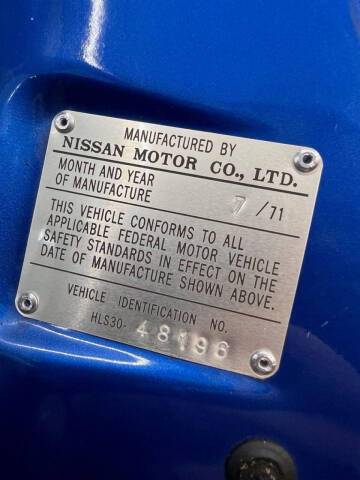 MANUFACTURED BY
NISSAN MOTOR CO., LTD.
MONTH AND YEAR
OF MANUFACTURE 7 /71
THIS VEHICLE CONFORMS TO ALL
APPLICABLE FEDERAL MOTOR VEHICLE
SAFETY STANDARDS IN EFFECT ON THE
DATE OF MANUFACTURE SHOWN ABOVE.
VEHICLE IDENTIFICATION NO.
HLS30- 48196